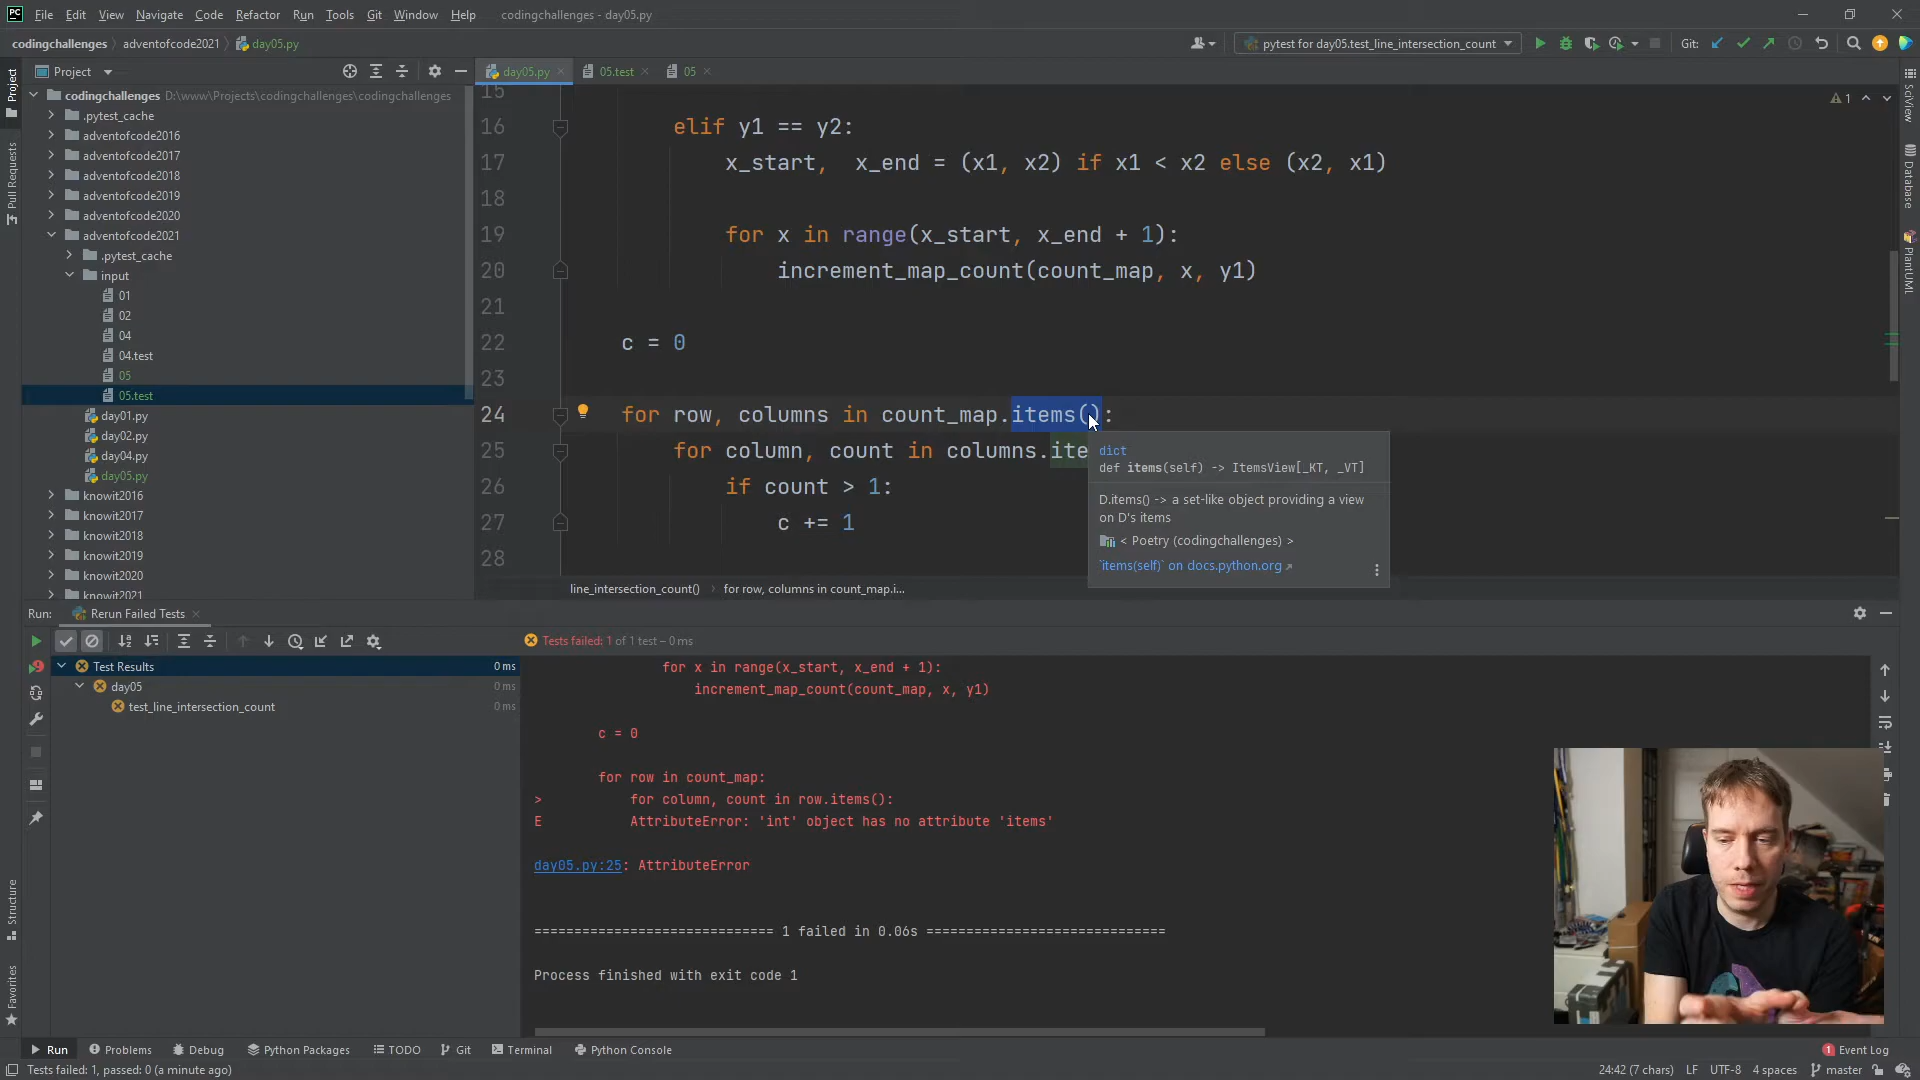 File Edit View Navigate Code Refactor Run Tools Git Window Help codingchallenges - day05.py
codingchallenges adventofcode2021 day05.py pytest for day05.test_line_intersection_count Git:
Project day05.py 05.test 05
codingchallenges D:\www\Projects\codingchallenges\codingchallenges
.pytest_cache
adventofcode2016
adventofcode2017
adventofcode2018
adventofcode2019
adventofcode2020
adventofcode2021
.pytest_cache
input
01
02
04
04.test
05
05.test
day01.py
day02.py
day04.py
day05.py
knowit2016
knowit2017
knowit2018
knowit2019
knowit2020
knowit2021
Project
Pull Requests
Structure
Favorites
15
16 elif y1 == y2:
17 x_start, x_end = (x1, x2) if x1 < x2 else (x2, x1)
18
19 for x in range(x_start, x_end + 1):
20 increment_map_count(count_map, x, y1)
21
22 c = 0
23
24 for row, columns in count_map.items():
25 for column, count in columns.ite
26 if count > 1:
27 c += 1
28
1
dict
def items(self) -> ItemsView[_KT, _VT]
D.items() -> a set-like object providing a view
on D's items
< Poetry (codingchallenges) >
`items(self)` on docs.python.org
line_intersection_count() for row, columns in count_map.i...
SciView
Database
PlantUML
Run: Rerun Failed Tests
Tests failed: 1 of 1 test – 0 ms
Test Results 0 ms
day05 0 ms
test_line_intersection_count 0 ms
for x in range(x_start, x_end + 1):
increment_map_count(count_map, x, y1)
c = 0
for row in count_map:
> for column, count in row.items():
E AttributeError: 'int' object has no attribute 'items'
day05.py:25: AttributeError
============================= 1 failed in 0.06s ==============================
Process finished with exit code 1
Run Problems Debug Python Packages TODO Git Terminal Python Console 1 Event Log
Tests failed: 1, passed: 0 (a minute ago) 24:42 (7 chars) LF UTF-8 4 spaces master